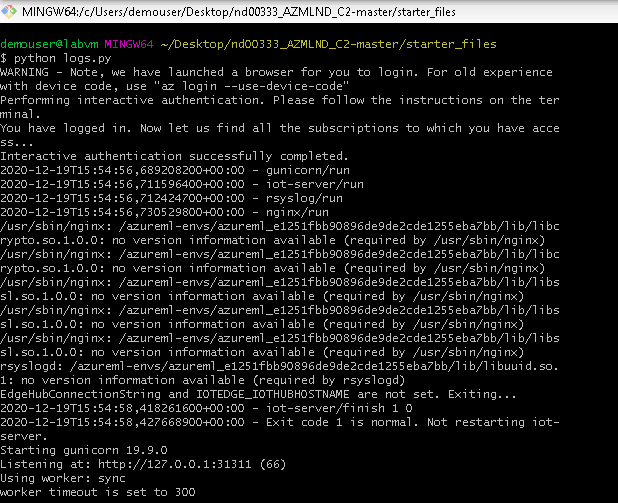 MINGW64:/c/Users/demouser/Desktop/nd00333_AZMLND_C2-master/starter_files
demouser@labvm MINGW64 ~/Desktop/nd00333_AZMLND_C2-master/starter_files
$ python logs.py
WARNING - Note, we have launched a browser for you to login. For old experience
with device code, use "az login --use-device-code"
Performing interactive authentication. Please follow the instructions on the ter
minal.
You have logged in. Now let us find all the subscriptions to which you have acce
ss...
Interactive authentication successfully completed.
2020-12-19T15:54:56,689208200+00:00 - gunicorn/run
2020-12-19T15:54:56,711596400+00:00 - iot-server/run
2020-12-19T15:54:56,712424700+00:00 - rsyslog/run
2020-12-19T15:54:56,730529800+00:00 - nginx/run
/usr/sbin/nginx: /azureml-envs/azureml_e1251fbb90896de9de2cde1255eba7bb/lib/libc
rypto.so.1.0.0: no version information available (required by /usr/sbin/nginx)
/usr/sbin/nginx: /azureml-envs/azureml_e1251fbb90896de9de2cde1255eba7bb/lib/libc
rypto.so.1.0.0: no version information available (required by /usr/sbin/nginx)
/usr/sbin/nginx: /azureml-envs/azureml_e1251fbb90896de9de2cde1255eba7bb/lib/libs
sl.so.1.0.0: no version information available (required by /usr/sbin/nginx)
/usr/sbin/nginx: /azureml-envs/azureml_e1251fbb90896de9de2cde1255eba7bb/lib/libs
sl.so.1.0.0: no version information available (required by /usr/sbin/nginx)
/usr/sbin/nginx: /azureml-envs/azureml_e1251fbb90896de9de2cde1255eba7bb/lib/libs
sl.so.1.0.0: no version information available (required by /usr/sbin/nginx)
rsyslogd: /azureml-envs/azureml_e1251fbb90896de9de2cde1255eba7bb/lib/libuuid.so.
1: no version information available (required by rsyslogd)
EdgeHubConnectionString and IOTEDGE_IOTHUBHOSTNAME are not set. Exiting...
2020-12-19T15:54:58,418261600+00:00 - iot-server/finish 1 0
2020-12-19T15:54:58,427668900+00:00 - Exit code 1 is normal. Not restarting iot-
server.
Starting gunicorn 19.9.0
Listening at: http://127.0.0.1:31311 (66)
Using worker: sync
worker timeout is set to 300